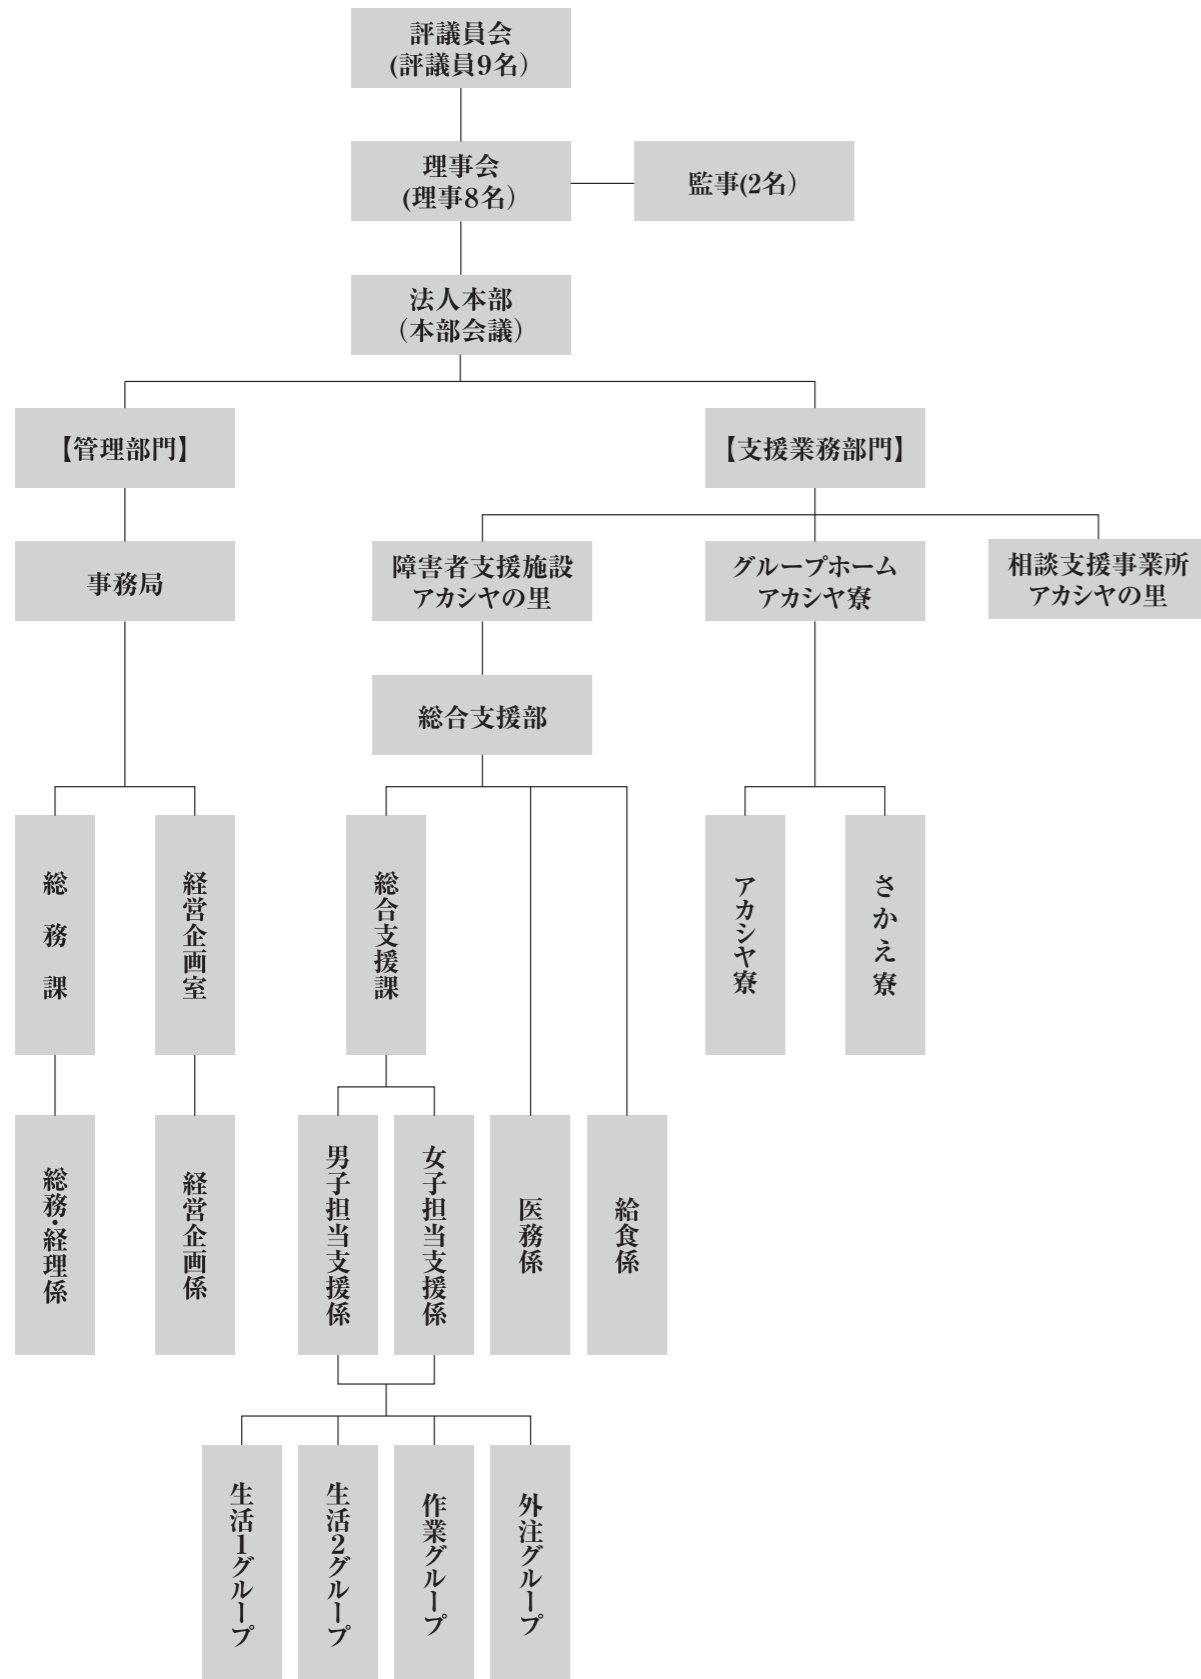 評議員会
(評議員9名)
理事会
(理事8名)
監事(2名)
法人本部
(本部会議)
【管理部門】
【支援業務部門】
事務局
障害者支援施設
アカシヤの里
グループホーム
アカシヤ寮
相談支援事業所
アカシヤの里
総合支援部
総務課
経営企画室
総合支援課
アカシヤ寮
さかえ寮
総務・経理係
経営企画係
男子担当支援係
女子担当支援係
医務係
給食係
生活1グループ
生活2グループ
作業グループ
外注グループ